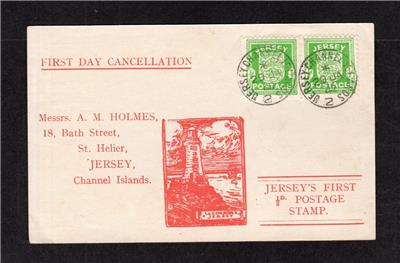 FIRST DAY CANCELLATION
JERSEY
POSTAGE
JERSEY
POSTAGE
Messrs. A. M. HOLMES,
18, Bath Street,
St. Helier,
JERSEY,
Channel Islands.
JERSEY
JERSEY'S FIRST
½D. POSTAGE
STAMP.